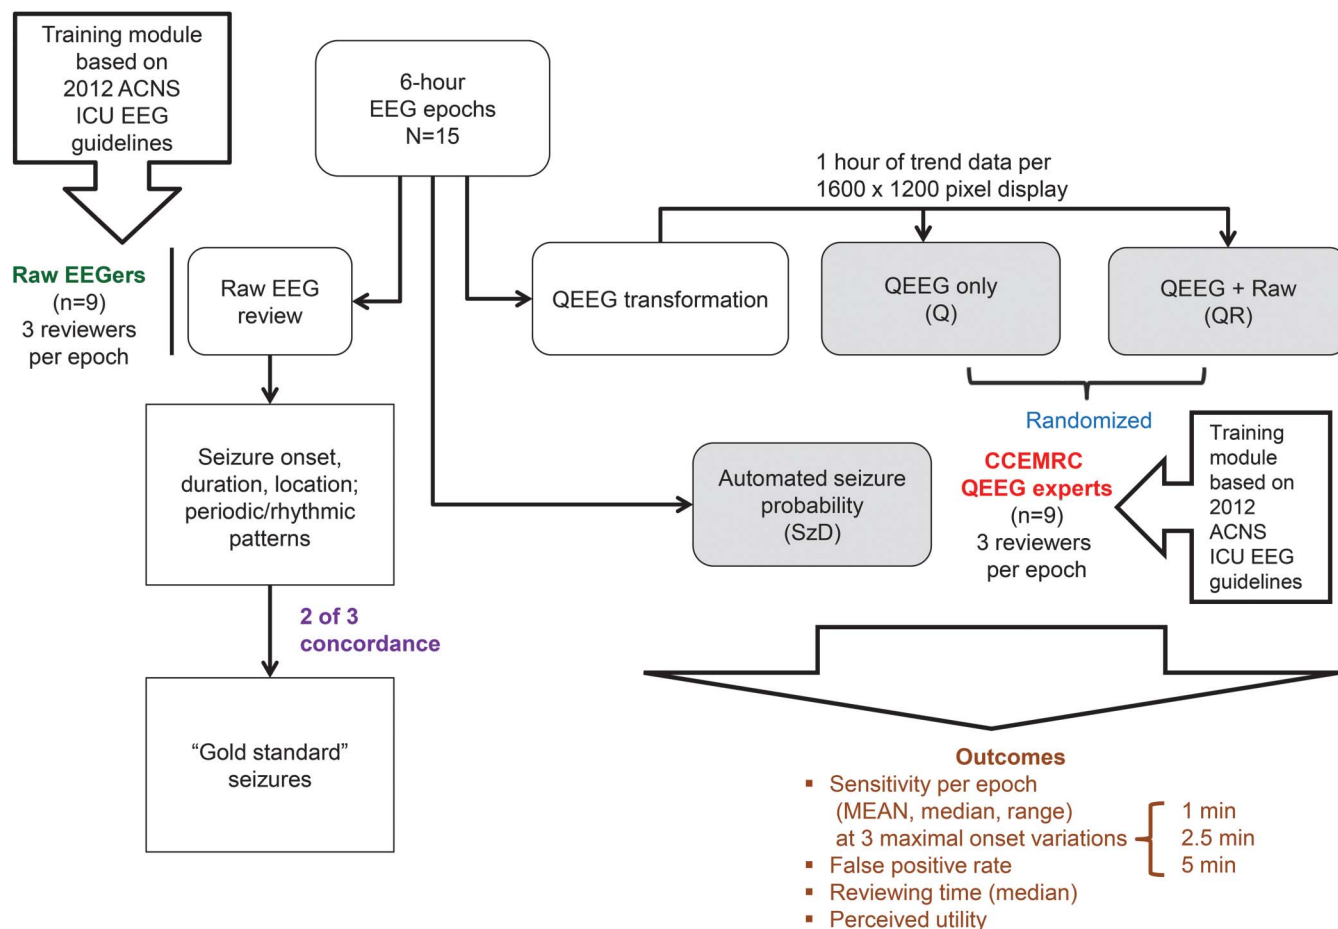 Training module
based on
2012 ACNS
ICU EEG
guidelines
6-hour
EEG epochs
N=15
1 hour of trend data per
1600 x 1200 pixel display
Raw EEGers
(n=9)
3 reviewers
per epoch
Raw EEG
review
QEEG transformation
QEEG only
(Q)
QEEG + Raw
(QR)
Randomized
Seizure onset,
duration, location;
periodic/rhythmic
patterns
Automated seizure
probability
(SzD)
CCEMRC
QEEG experts
(n=9)
3 reviewers
per epoch
Training
module
based on
2012
ACNS
ICU EEG
guidelines
2 of 3
concordance
“Gold standard”
seizures
Outcomes
▪ Sensitivity per epoch
(MEAN, median, range)
at 3 maximal onset variations
1 min
2.5 min
5 min
▪ False positive rate
▪ Reviewing time (median)
▪ Perceived utility